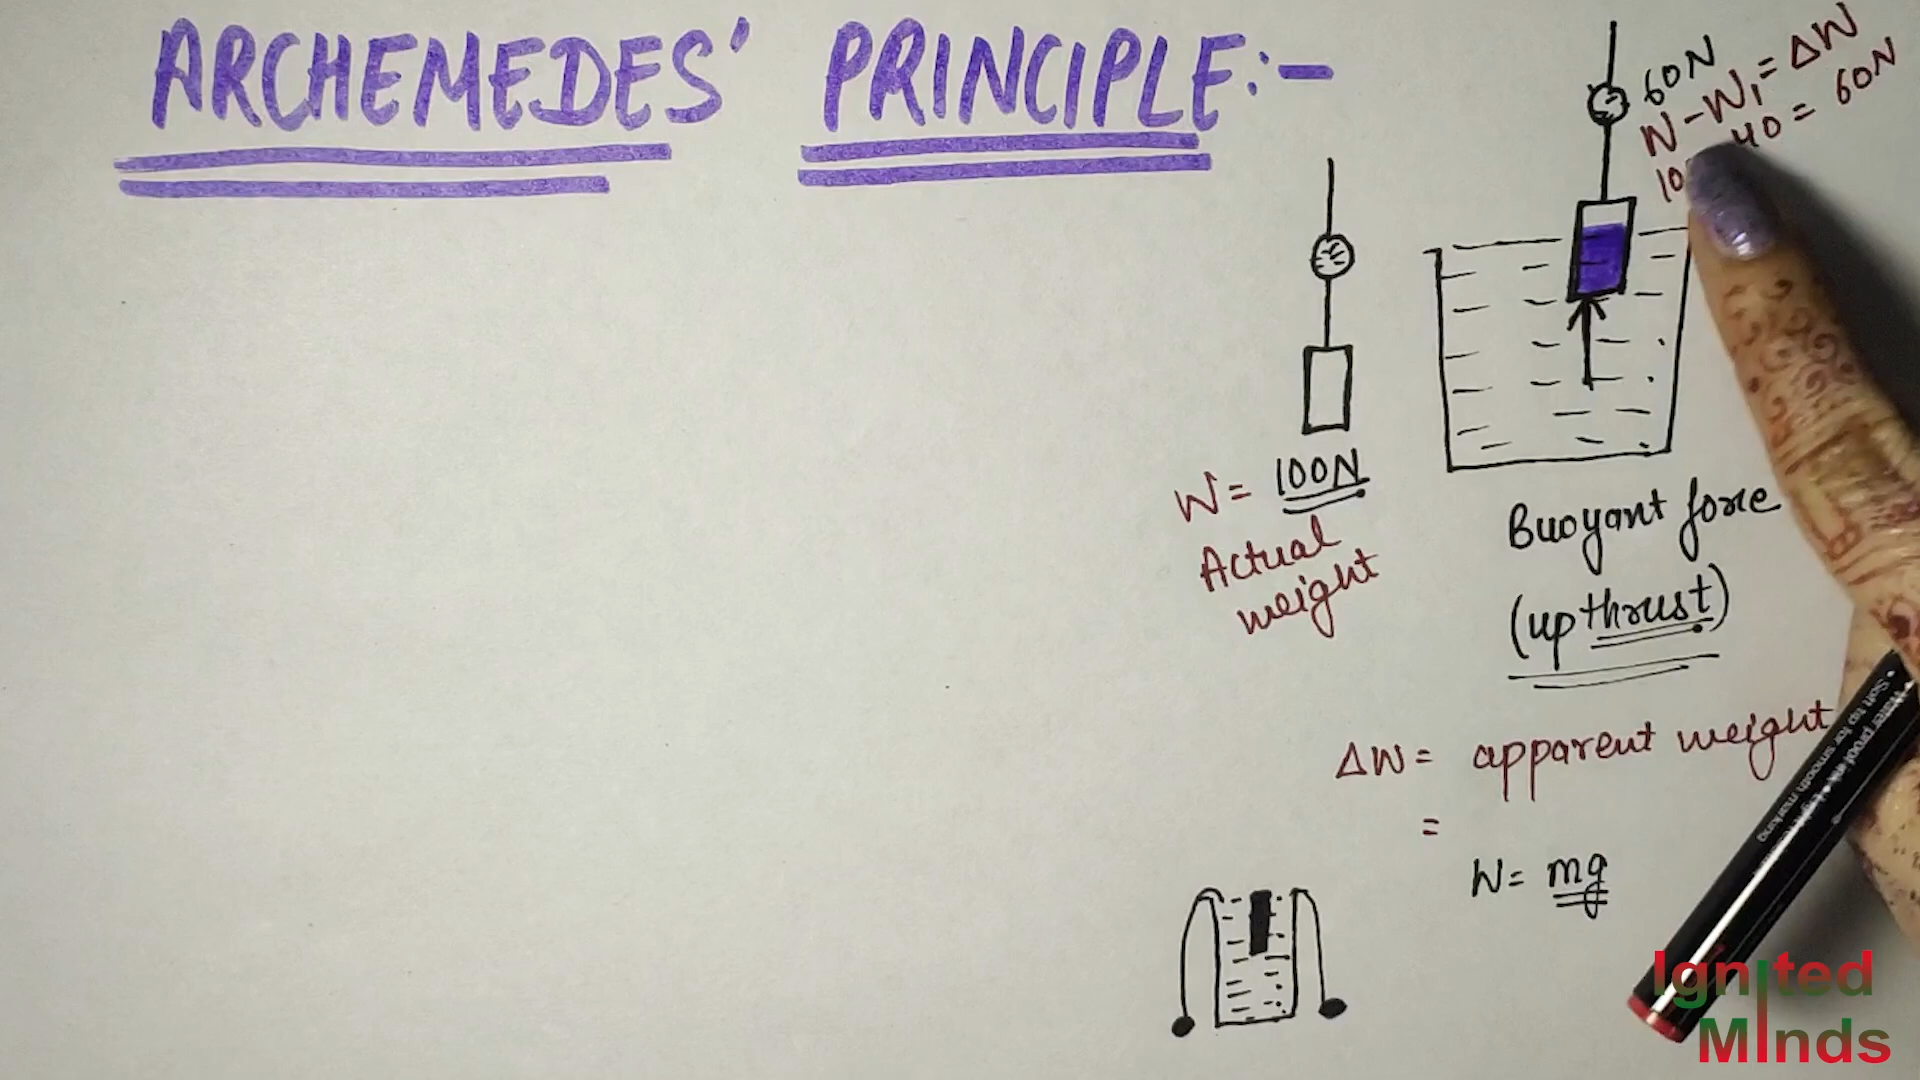 ARCHEMEDES' PRINCIPLE:-
60N
W-W₁ = ΔW
40 = 60N
W = 100N
Actual
weight
Buoyant force
(upthrust)
ΔW = apparent weight
=
W = mg
Ignited
Minds